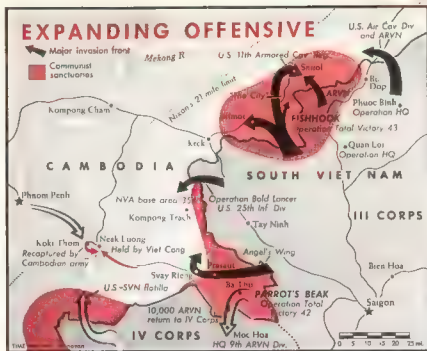 EXPANDING OFFENSIVE
Major invasion front
Communist
sanctuaries
Mekong R
U.S. Air Cav Div
and ARVN
U.S. 11th Armored Cav Reg
Nixon's 21 mile limit
Snoul
The City
ARVN
Bu
Dop
Mimot
FISHHOOK
Operation Total Victory 43
Phuoc Binh
Operation HQ
Kompong Cham
Krek
Quan Loi
Operation HQ
CAMBODIA
SOUTH VIET NAM
NVA base area
Operation Bold Lancer
U.S. 25th Inf Div
III CORPS
Phnom Penh
Kompong Trach
Tay Ninh
Koki Thom
Recaptured by
Cambodian army
Neak Luong
Held by Viet Cong
Angel's Wing
Svay Rieng
Prasaut
Bien Hoa
U.S.-SVN flotilla
Ba Thu
PARROT'S BEAK
Operation Total
Victory 42
Saigon
10,000 ARVN
return to IV Corps
IV CORPS
Moc Hoa
HQ 9th ARVN Div.
TIME
0 5 10 15 20 25 mi.